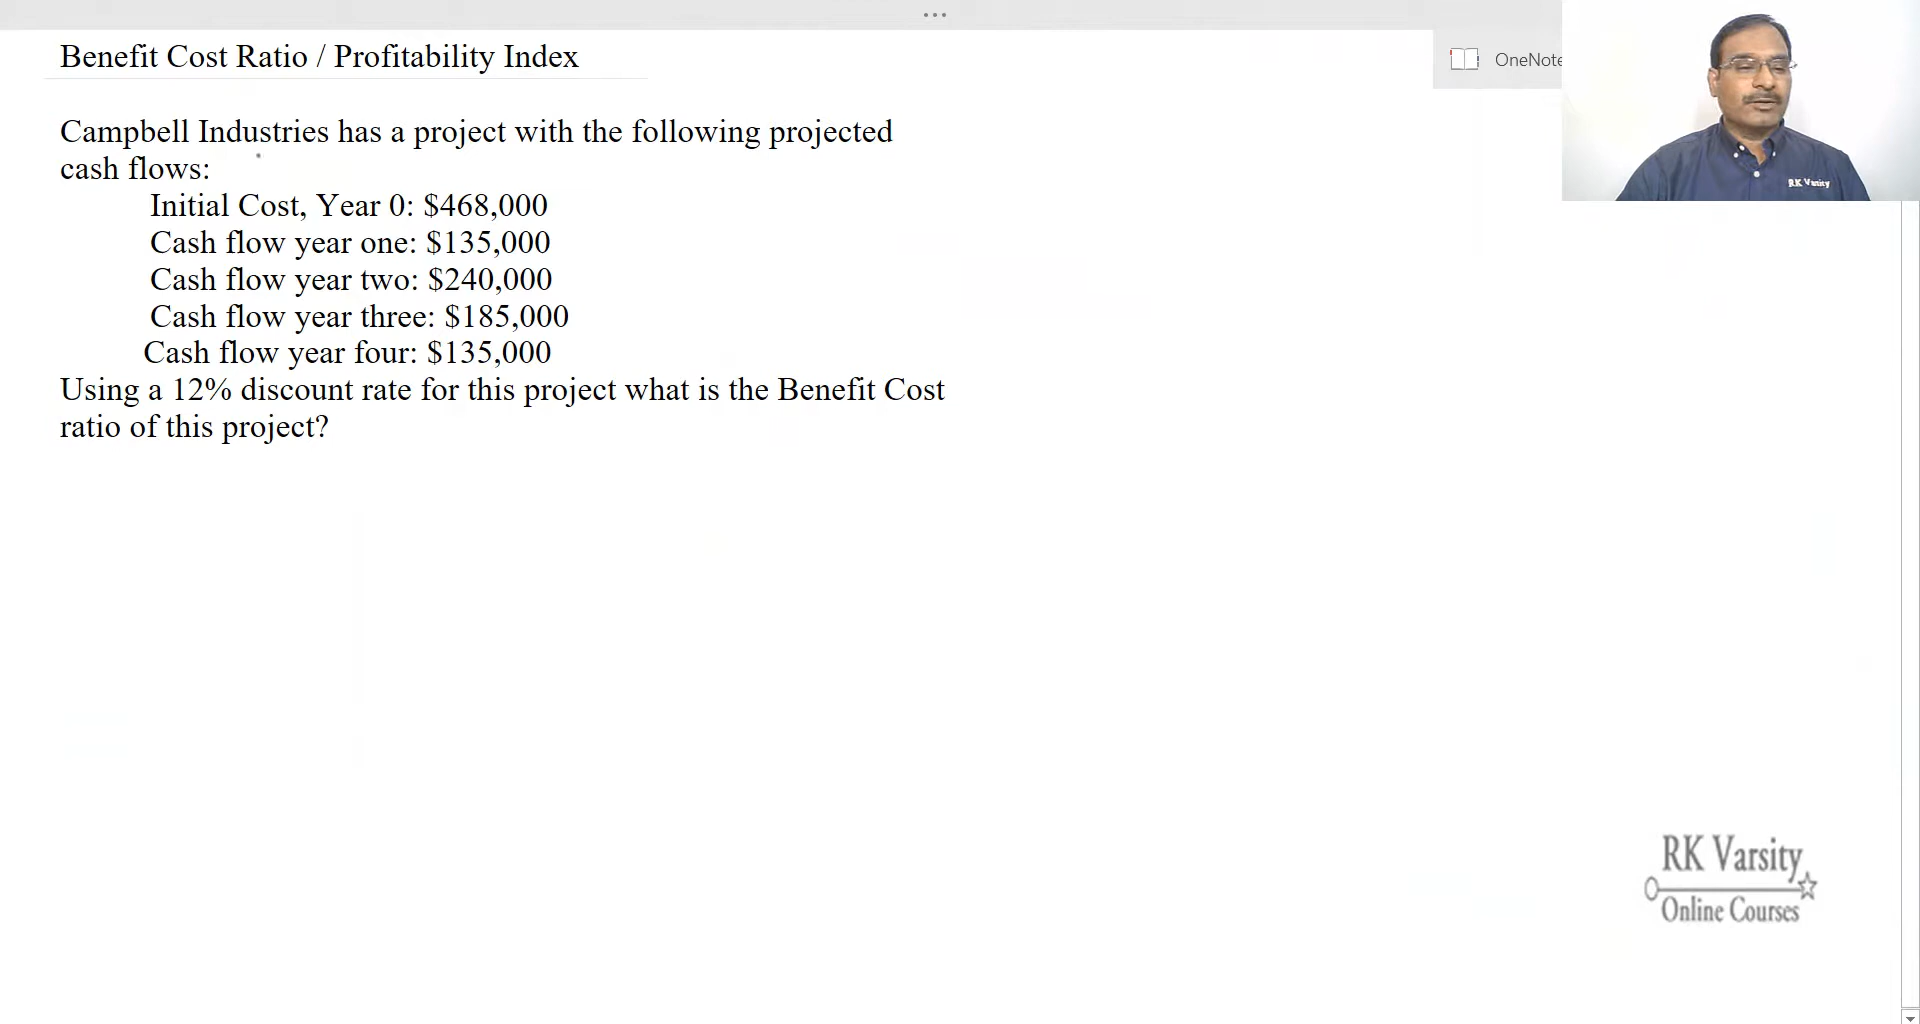 Benefit Cost Ratio / Profitability Index
OneNote
Campbell Industries has a project with the following projected
cash flows:
Initial Cost, Year 0: $468,000
Cash flow year one: $135,000
Cash flow year two: $240,000
Cash flow year three: $185,000
Cash flow year four: $135,000
Using a 12% discount rate for this project what is the Benefit Cost
ratio of this project?
RK Varsity
RK Varsity
Online Courses